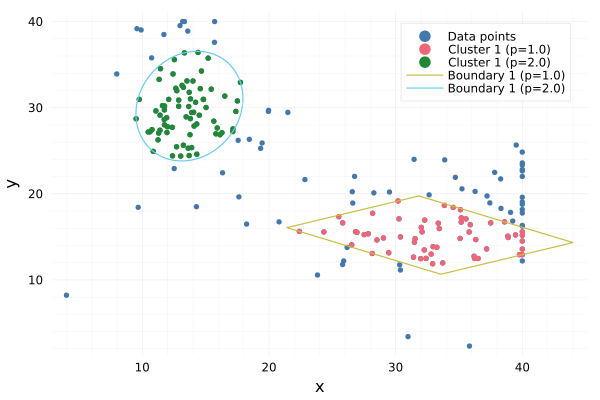 40
30
20
10
y
10
20
30
40
x
Data points
Cluster 1 (p=1.0)
Cluster 1 (p=2.0)
Boundary 1 (p=1.0)
Boundary 1 (p=2.0)